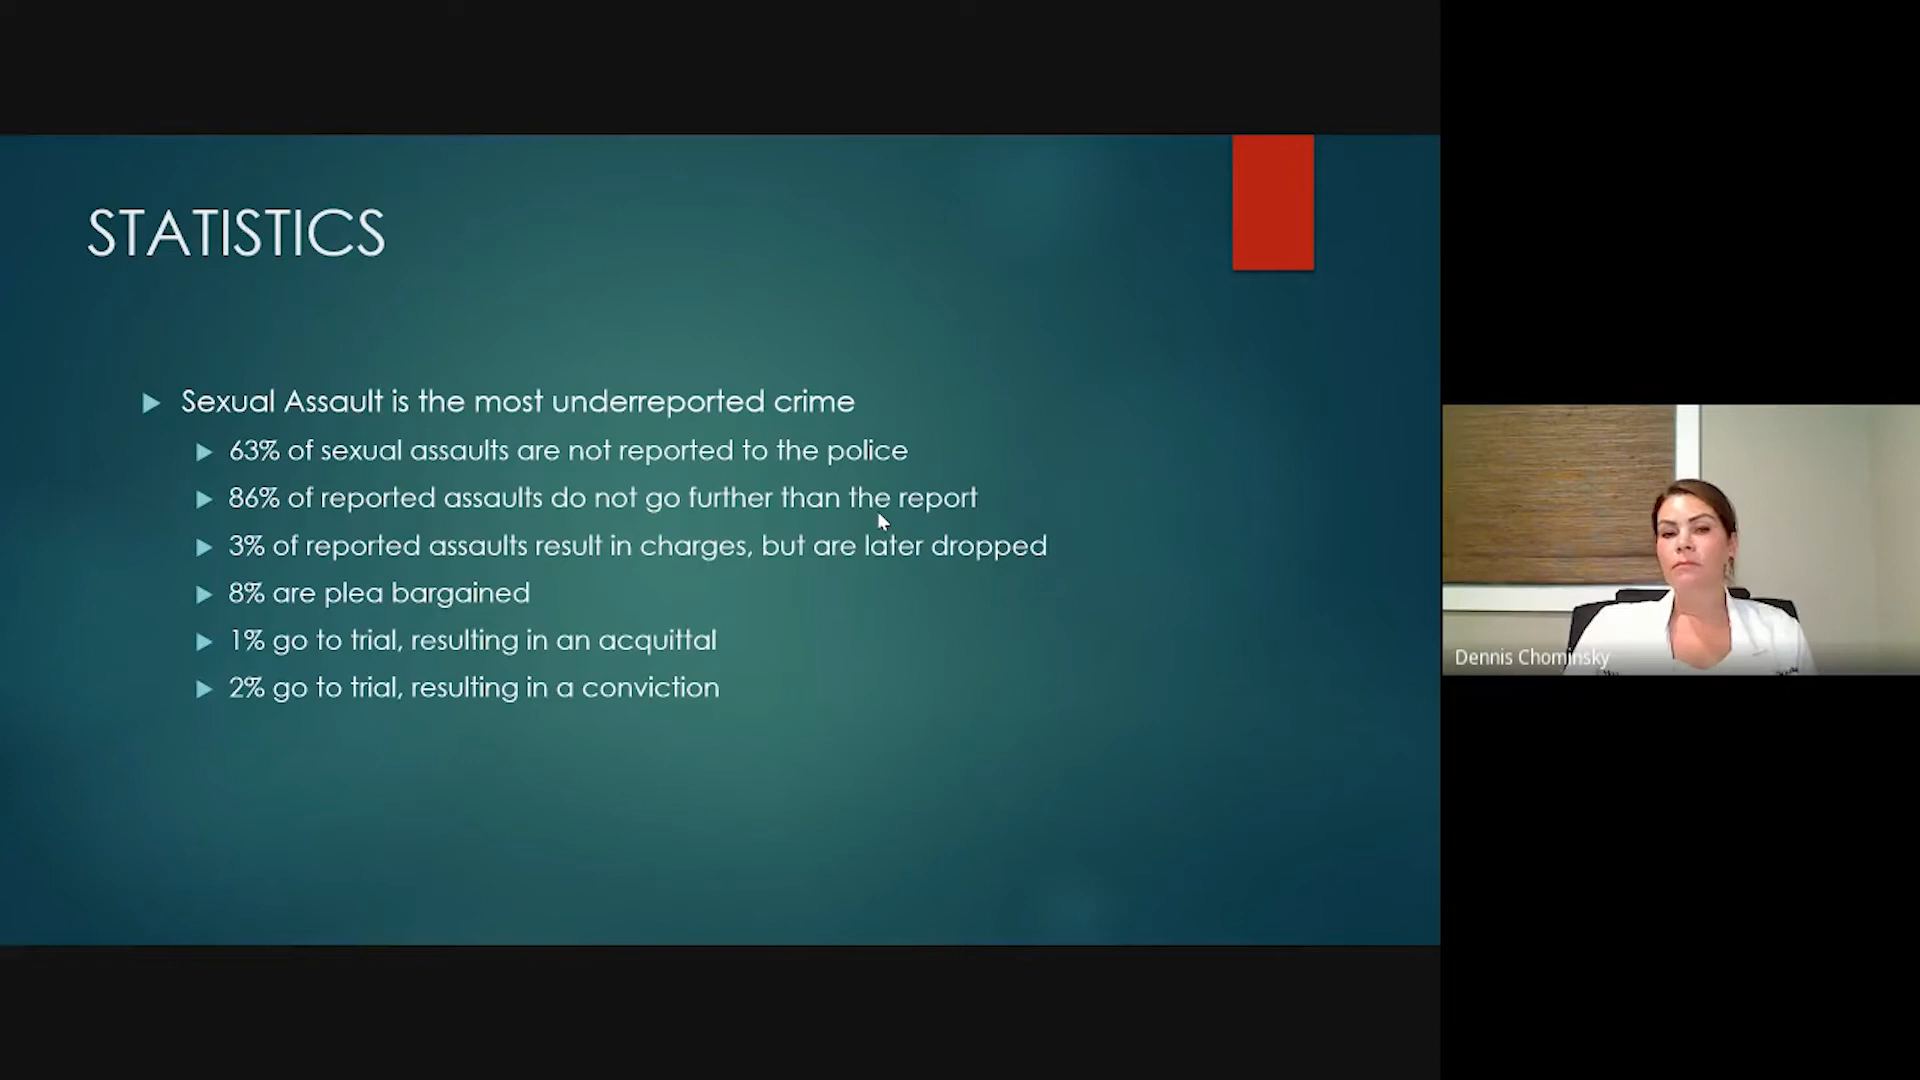 STATISTICS
Sexual Assault is the most underreported crime
63% of sexual assaults are not reported to the police
86% of reported assaults do not go further than the report
3% of reported assaults result in charges, but are later dropped
8% are plea bargained
1% go to trial, resulting in an acquittal
2% go to trial, resulting in a conviction
Dennis Chominsky